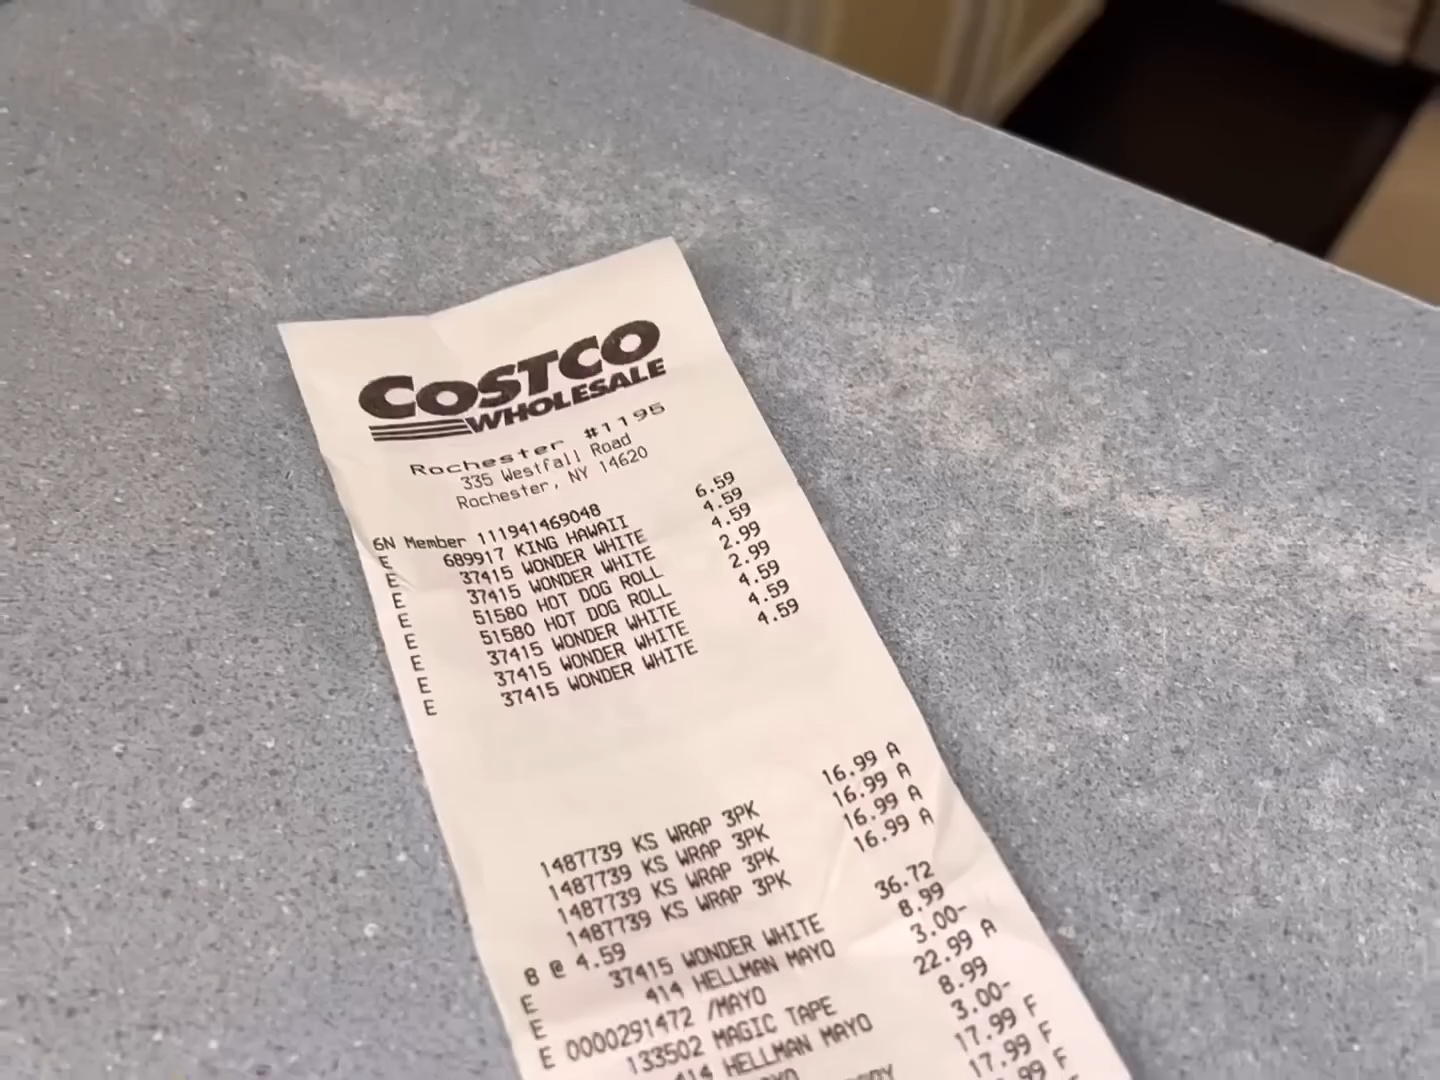 COSTCO
WHOLESALE
Rochester #1195
335 Westfall Road
Rochester, NY 14620
6N Member 111941469048
E 689917 KING HAWAII 6.59
E 37415 WONDER WHITE 4.59
E 37415 WONDER WHITE 4.59
E 51580 HOT DOG ROLL 2.99
E 51580 HOT DOG ROLL 2.99
E 37415 WONDER WHITE 4.59
E 37415 WONDER WHITE 4.59
E 37415 WONDER WHITE 4.59
1487739 KS WRAP 3PK 16.99 A
1487739 KS WRAP 3PK 16.99 A
1487739 KS WRAP 3PK 16.99 A
1487739 KS WRAP 3PK 16.99 A
8 @ 4.59
E 37415 WONDER WHITE 36.72
E 414 HELLMAN MAYO 8.99
E 0000291472 /MAYO 3.00-
133502 MAGIC TAPE 22.99 A
414 HELLMAN MAYO 8.99
3.00-
17.99 F
17.99 F